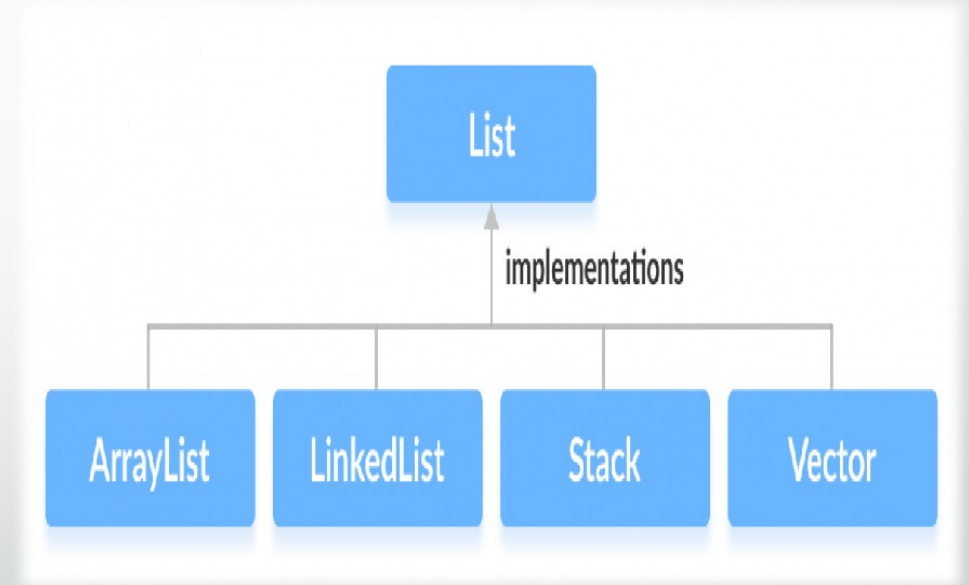 List
implementations
ArrayList
LinkedList
Stack
Vector